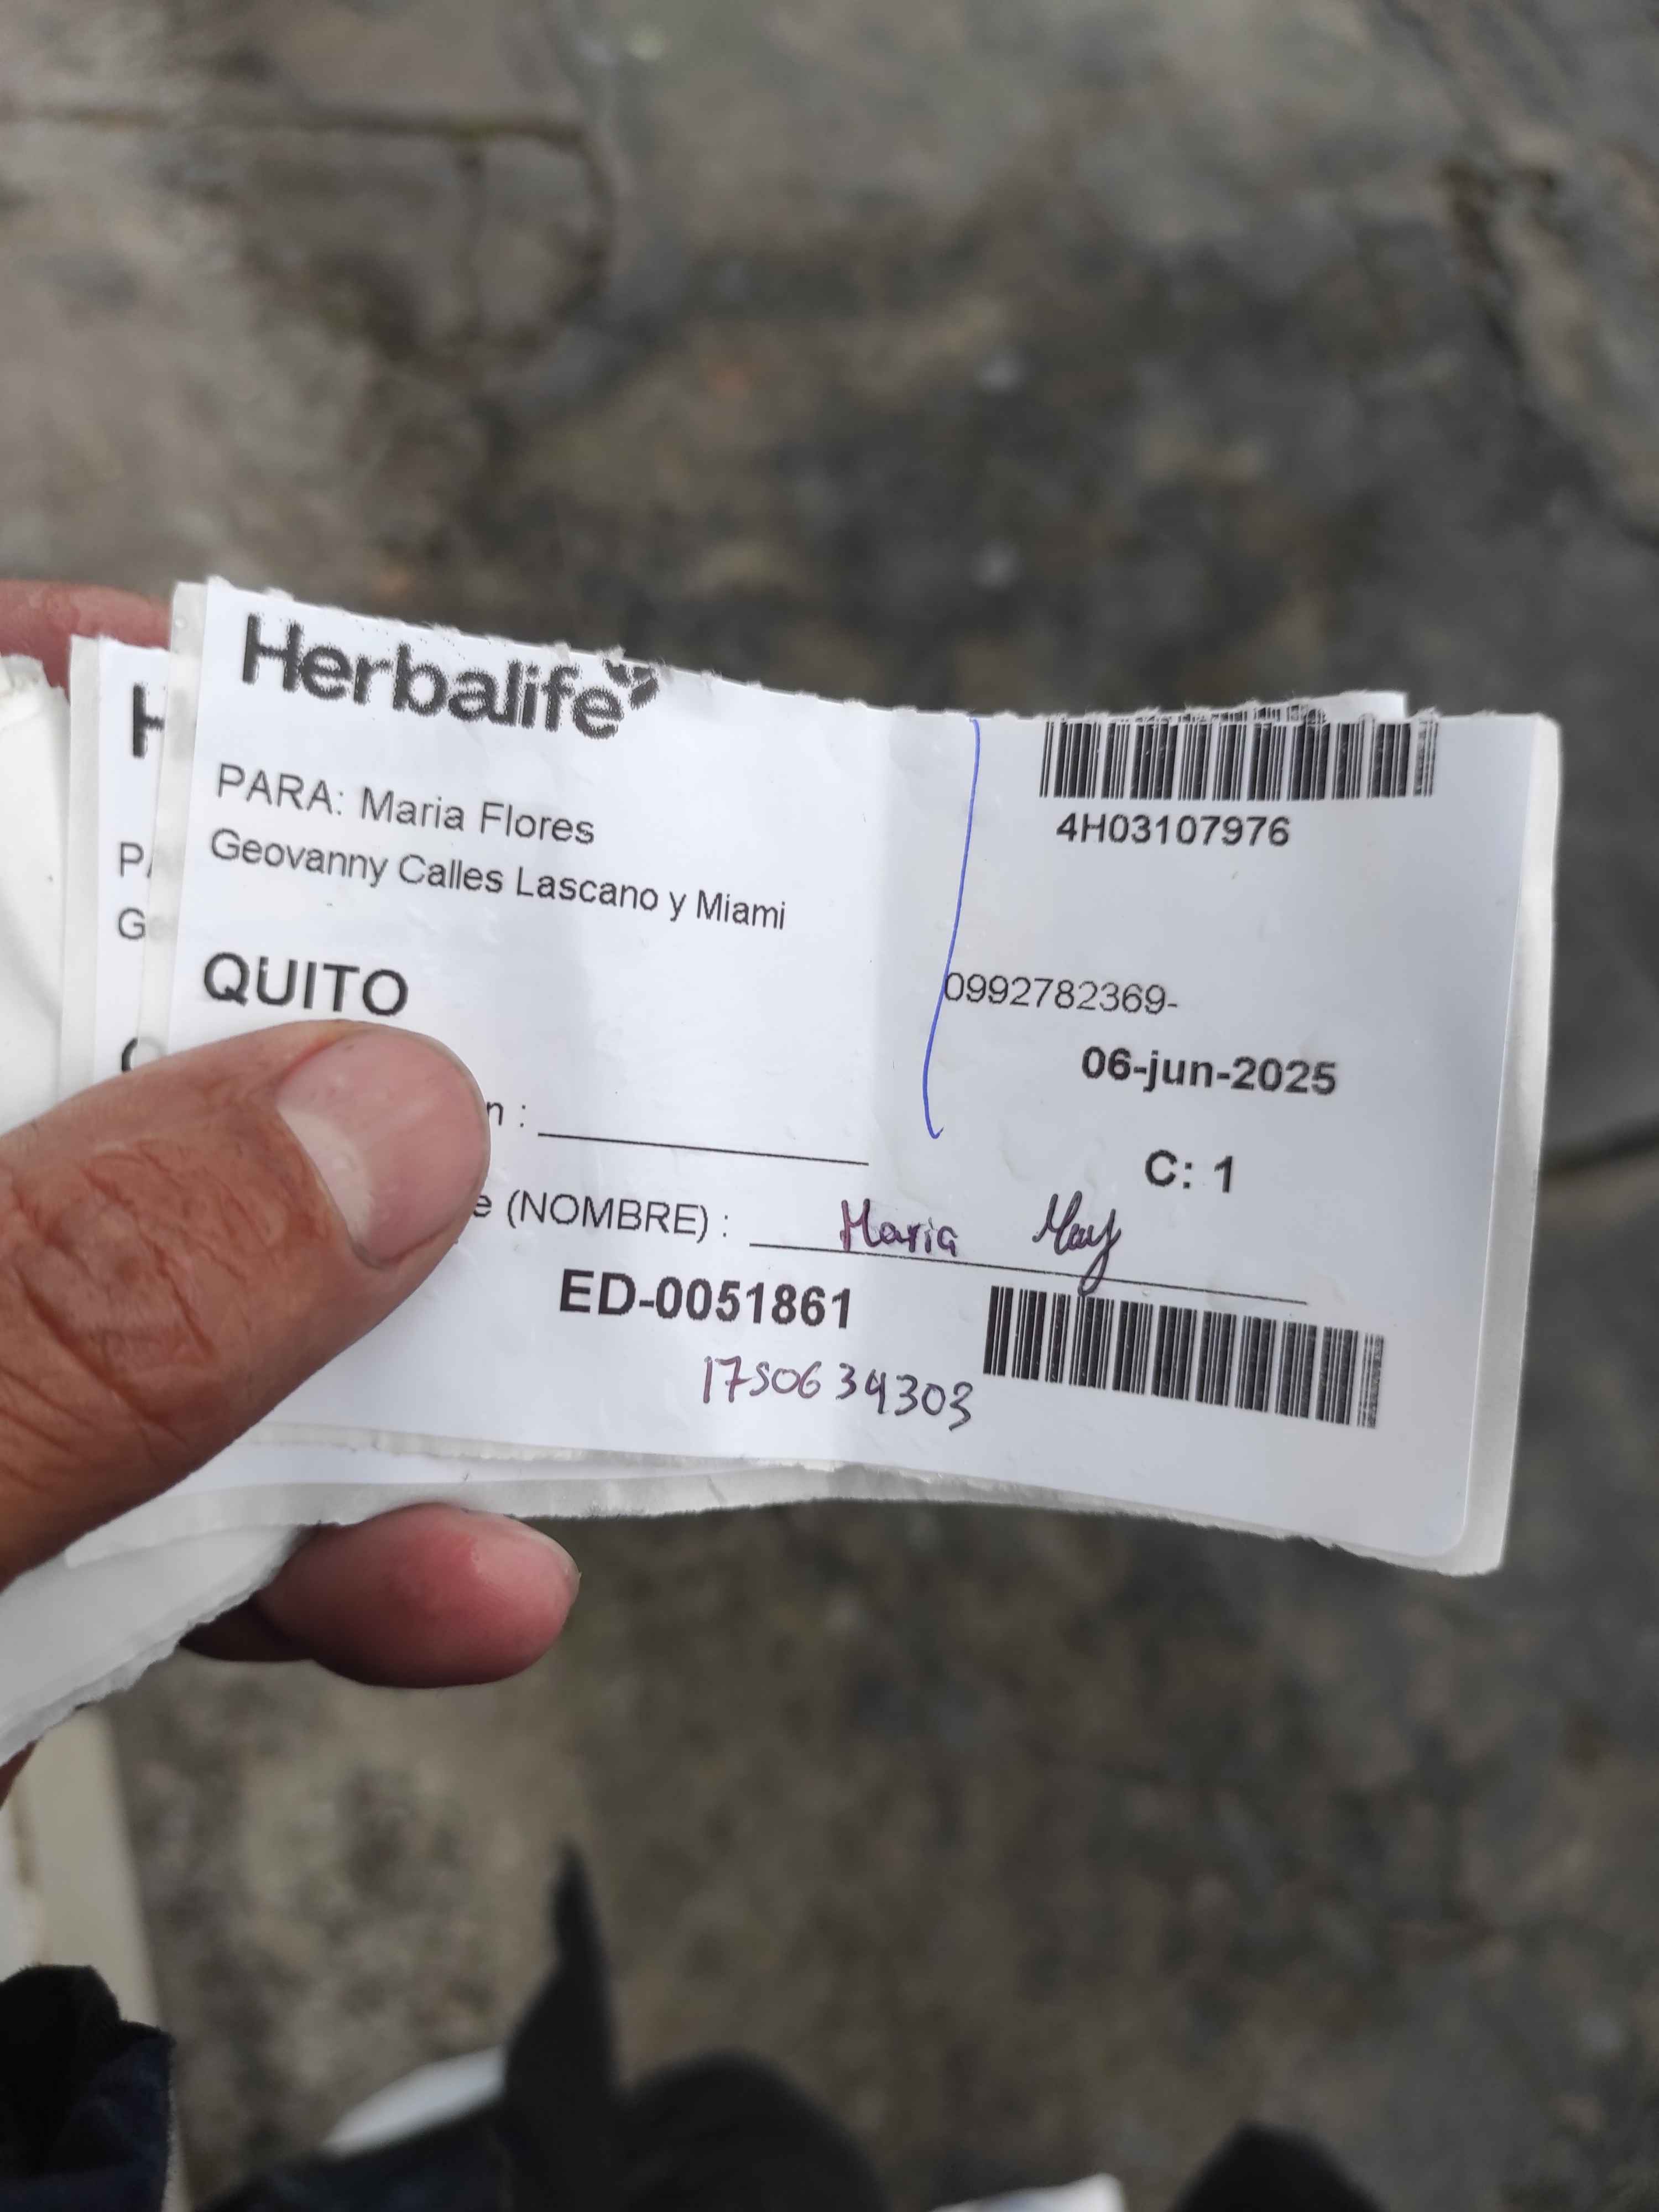 Herbalife
4H03107976
PARA: Maria Flores
Geovanny Calles Lascano y Miami
QUITO
0992782369-
06-jun-2025
n :
C: 1
e (NOMBRE) : Maria
ED-0051861
1750634303
H
P
G